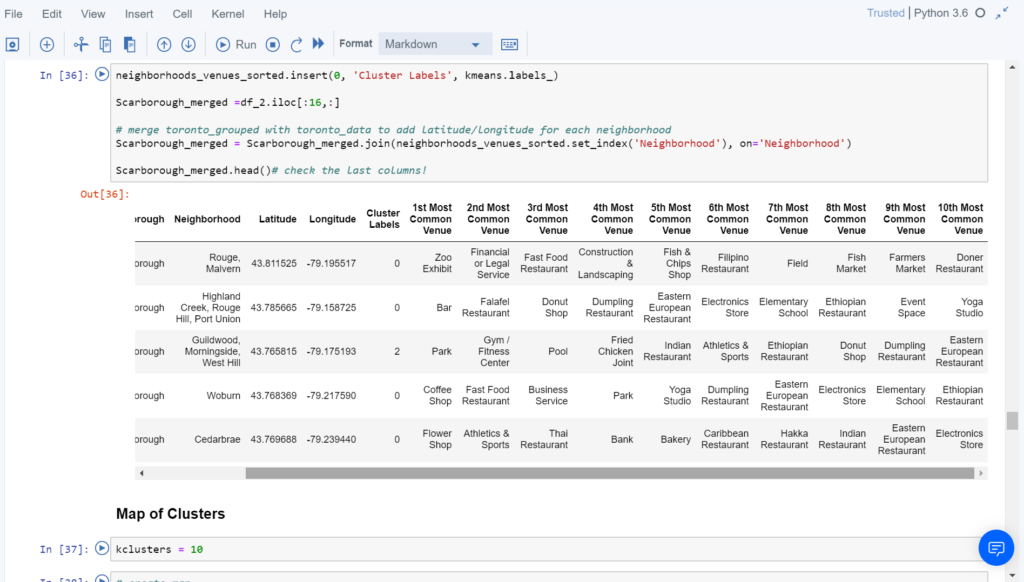 File Edit View Insert Cell Kernel Help Trusted | Python 3.6
Run Format Markdown
In [36]: neighborhoods_venues_sorted.insert(0, 'Cluster Labels', kmeans.labels_)
Scarborough_merged =df_2.iloc[:16,:]
# merge toronto_grouped with toronto_data to add latitude/longitude for each neighborhood
Scarborough_merged = Scarborough_merged.join(neighborhoods_venues_sorted.set_index('Neighborhood'), on='Neighborhood')
Scarborough_merged.head()# check the last columns!
Out[36]:
orough Neighborhood Latitude Longitude Cluster Labels 1st Most Common Venue 2nd Most Common Venue 3rd Most Common Venue 4th Most Common Venue 5th Most Common Venue 6th Most Common Venue 7th Most Common Venue 8th Most Common Venue 9th Most Common Venue 10th Most Common Venue
orough Rouge, Malvern 43.811525 -79.195517 0 Zoo Exhibit Financial or Legal Service Fast Food Restaurant Construction & Landscaping Fish & Chips Shop Filipino Restaurant Field Fish Market Farmers Market Doner Restaurant
orough Highland Creek, Rouge Hill, Port Union 43.785665 -79.158725 0 Bar Falafel Restaurant Donut Shop Dumpling Restaurant Eastern European Restaurant Electronics Store Elementary School Ethiopian Restaurant Event Space Yoga Studio
orough Guildwood, Morningside, West Hill 43.765815 -79.175193 2 Park Gym / Fitness Center Pool Fried Chicken Joint Indian Restaurant Athletics & Sports Ethiopian Restaurant Donut Shop Dumpling Restaurant Eastern European Restaurant
orough Woburn 43.768369 -79.217590 0 Coffee Shop Fast Food Restaurant Business Service Park Yoga Studio Dumpling Restaurant Eastern European Restaurant Electronics Store Elementary School Ethiopian Restaurant
orough Cedarbrae 43.769688 -79.239440 0 Flower Shop Athletics & Sports Thai Restaurant Bank Bakery Caribbean Restaurant Hakka Restaurant Indian Restaurant Eastern European Restaurant Electronics Store
Map of Clusters
In [37]: kclusters = 10